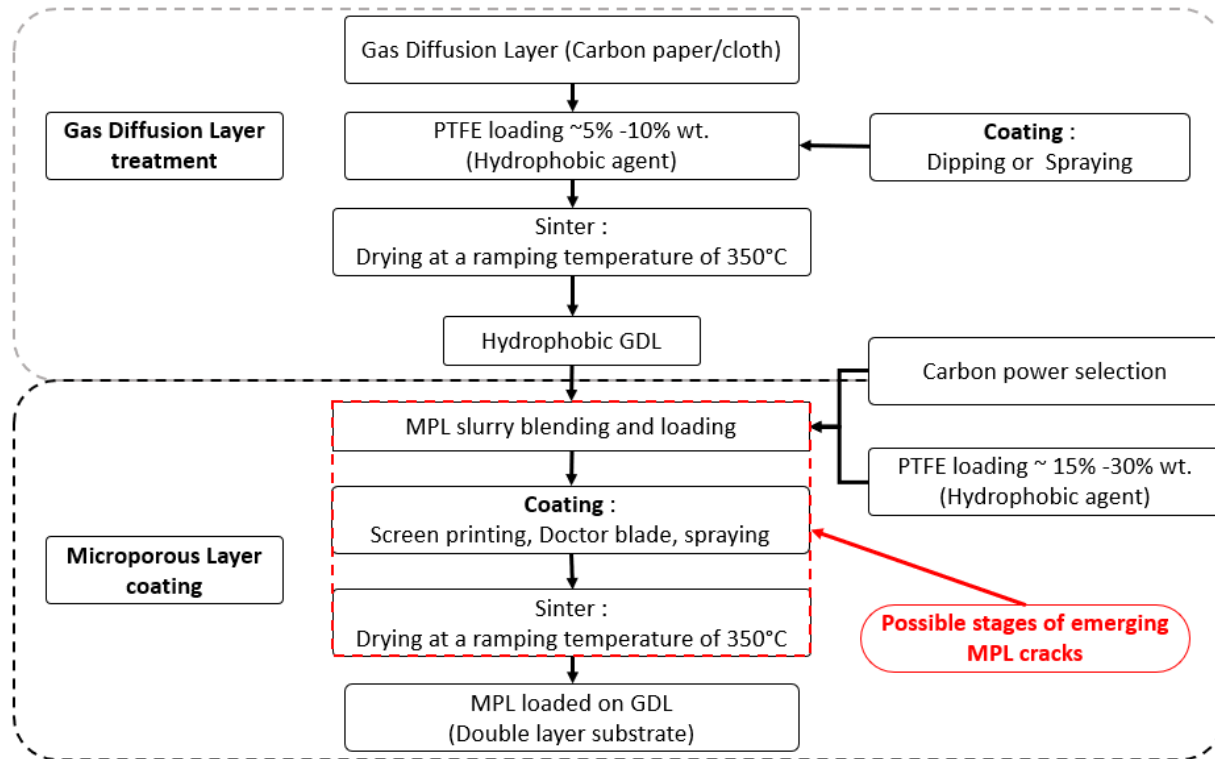 Gas Diffusion Layer (Carbon paper/cloth)
Gas Diffusion Layer
treatment
PTFE loading ~5% -10% wt.
(Hydrophobic agent)
Coating :
Dipping or Spraying
Sinter :
Drying at a ramping temperature of 350°C
Hydrophobic GDL
Carbon power selection
MPL slurry blending and loading
PTFE loading ~ 15% -30% wt.
(Hydrophobic agent)
Coating :
Screen printing, Doctor blade, spraying
Microporous Layer
coating
Sinter :
Drying at a ramping temperature of 350°C
Possible stages of emerging
MPL cracks
MPL loaded on GDL
(Double layer substrate)